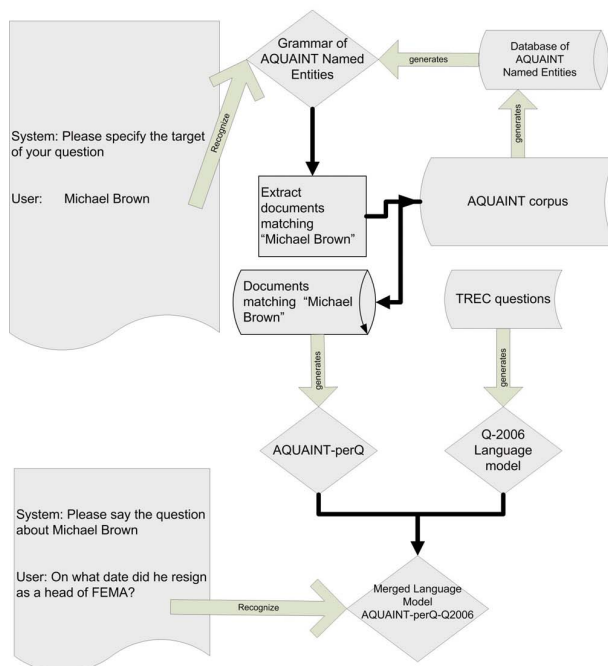 Grammar of
AQUAINT Named
Entities
generates
Database of
AQUAINT
Named Entities
generates
Recognize
System: Please specify the target
of your question
User: Michael Brown
Extract
documents
matching
“Michael Brown”
AQUAINT corpus
Documents
matching “Michael
Brown”
TREC questions
generates
generates
AQUAINT-perQ
Q-2006
Language
model
System: Please say the question
about Michael Brown
User: On what date did he resign
as a head of FEMA?
Recognize
Merged Language
Model
AQUAINT-perQ-Q2006